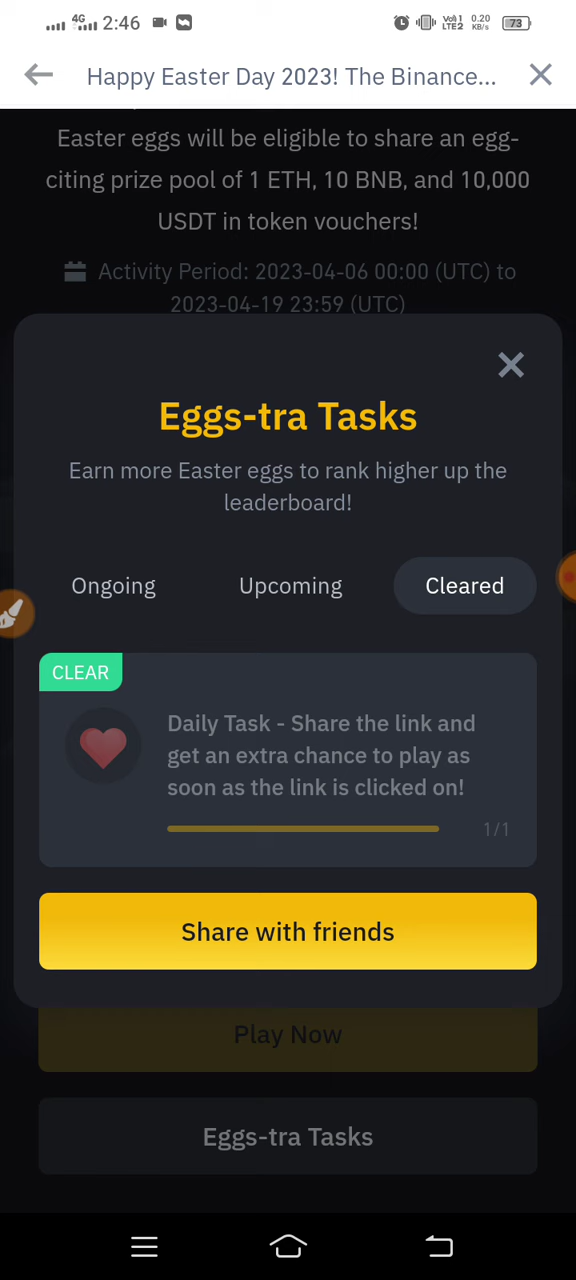 4G 2:46 Vo) 1 LTE2 0.20 KB/s 73
Happy Easter Day 2023! The Binance...
Easter eggs will be eligible to share an egg-
citing prize pool of 1 ETH, 10 BNB, and 10,000
USDT in token vouchers!
Activity Period: 2023-04-06 00:00 (UTC) to
2023-04-19 23:59 (UTC)
Eggs-tra Tasks
Earn more Easter eggs to rank higher up the
leaderboard!
Ongoing Upcoming Cleared
CLEAR
Daily Task - Share the link and
get an extra chance to play as
soon as the link is clicked on!
1/1
Share with friends
Play Now
Eggs-tra Tasks